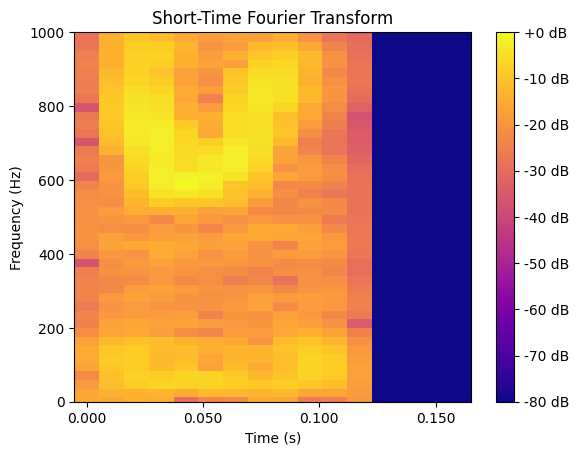 Short-Time Fourier Transform
1000
800
600
400
200
0
Frequency (Hz)
0.000
0.050
0.100
0.150
Time (s)
+0 dB
-10 dB
-20 dB
-30 dB
-40 dB
-50 dB
-60 dB
-70 dB
-80 dB